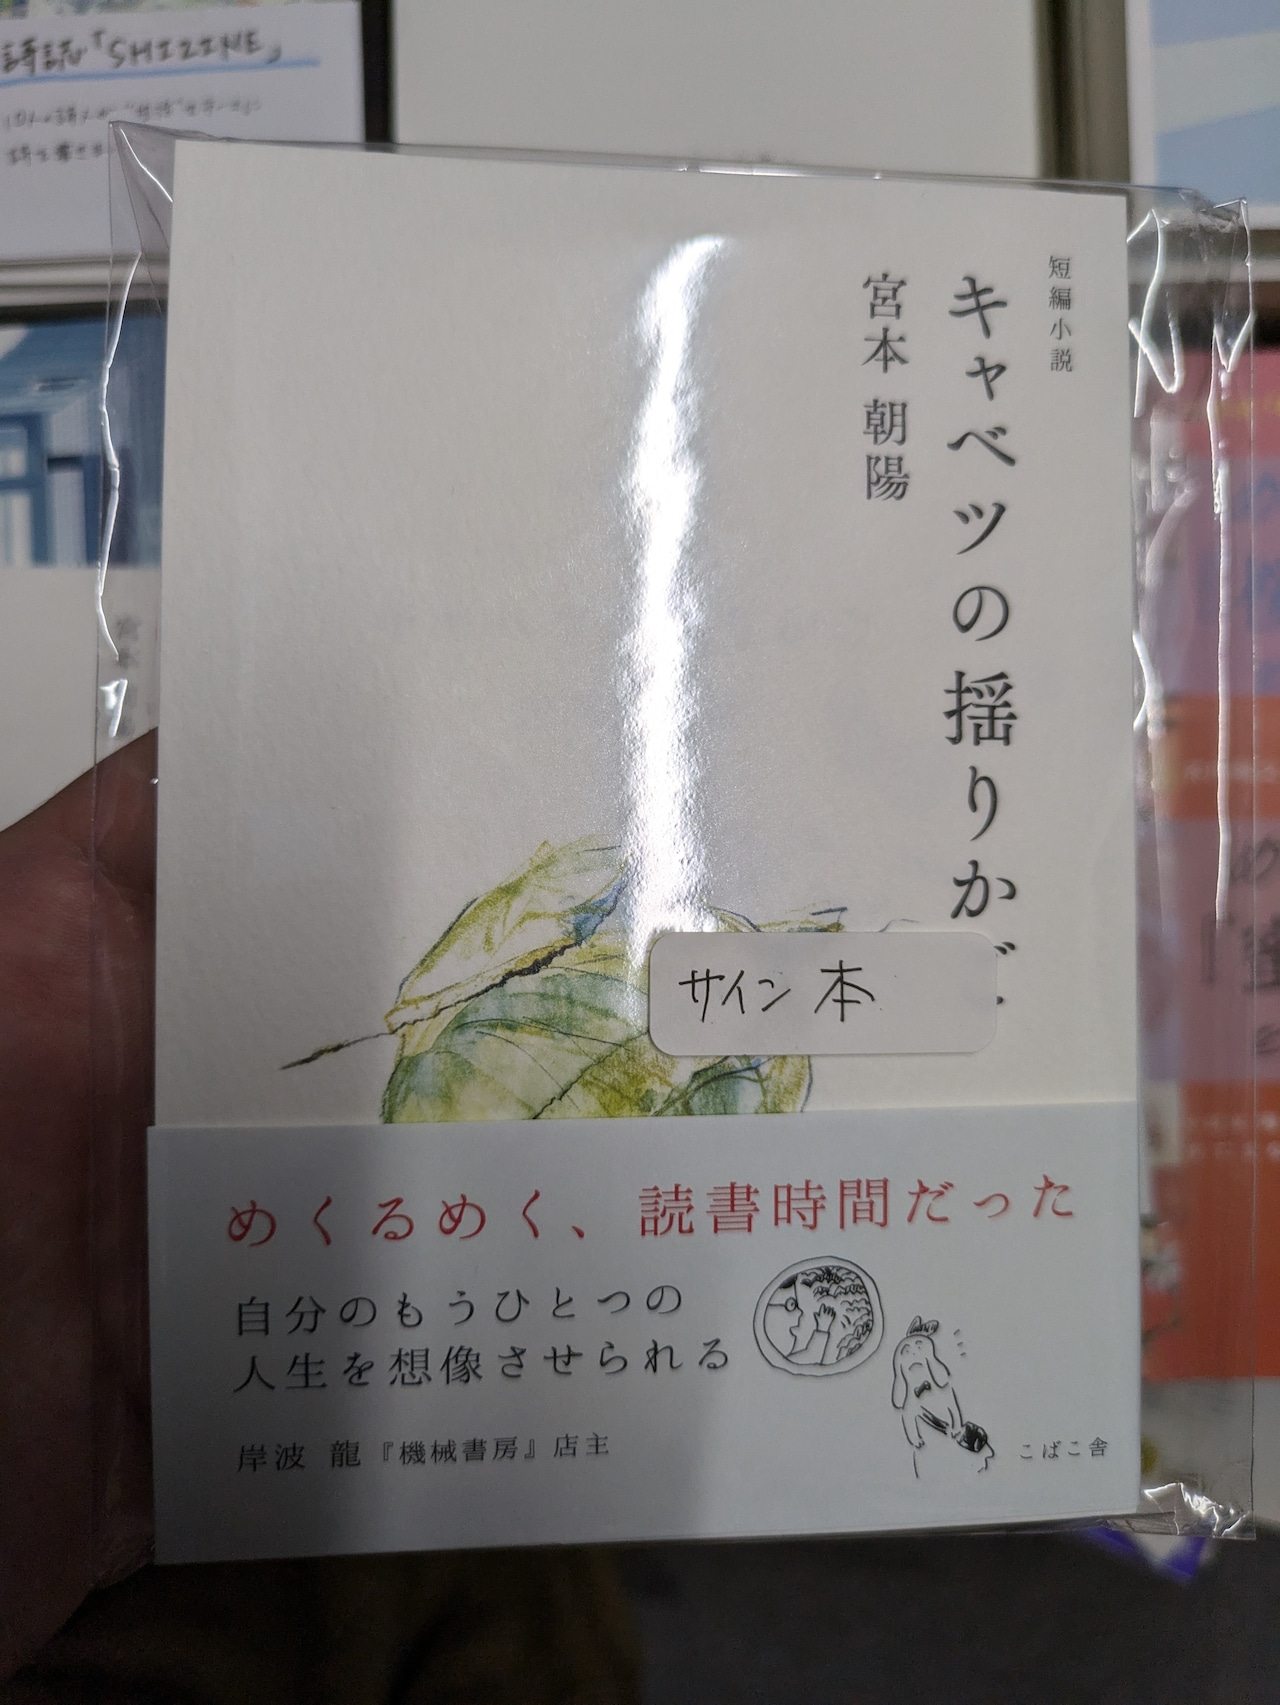 詩誌「SHIZINE」
短編小説
キャベツの揺りかご
宮本 朝陽
サイン本
めくるめく、読書時間だった
自分のもうひとつの
人生を想像させられる
岸波 龍『機械書房』店主
こばこ舎